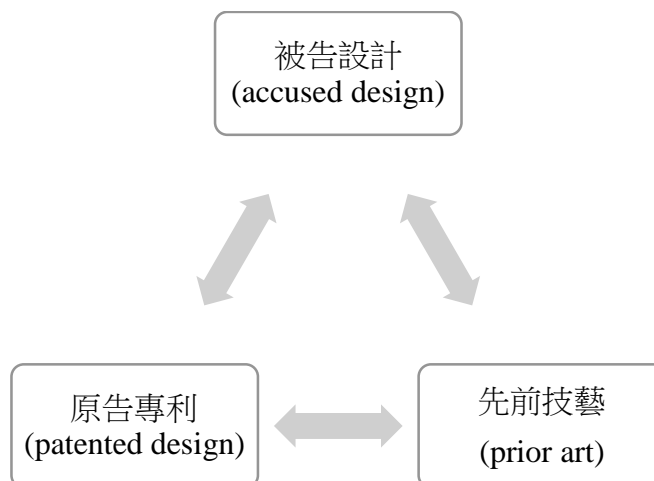 被告設計
(accused design)
原告專利
(patented design)
先前技藝
(prior art)